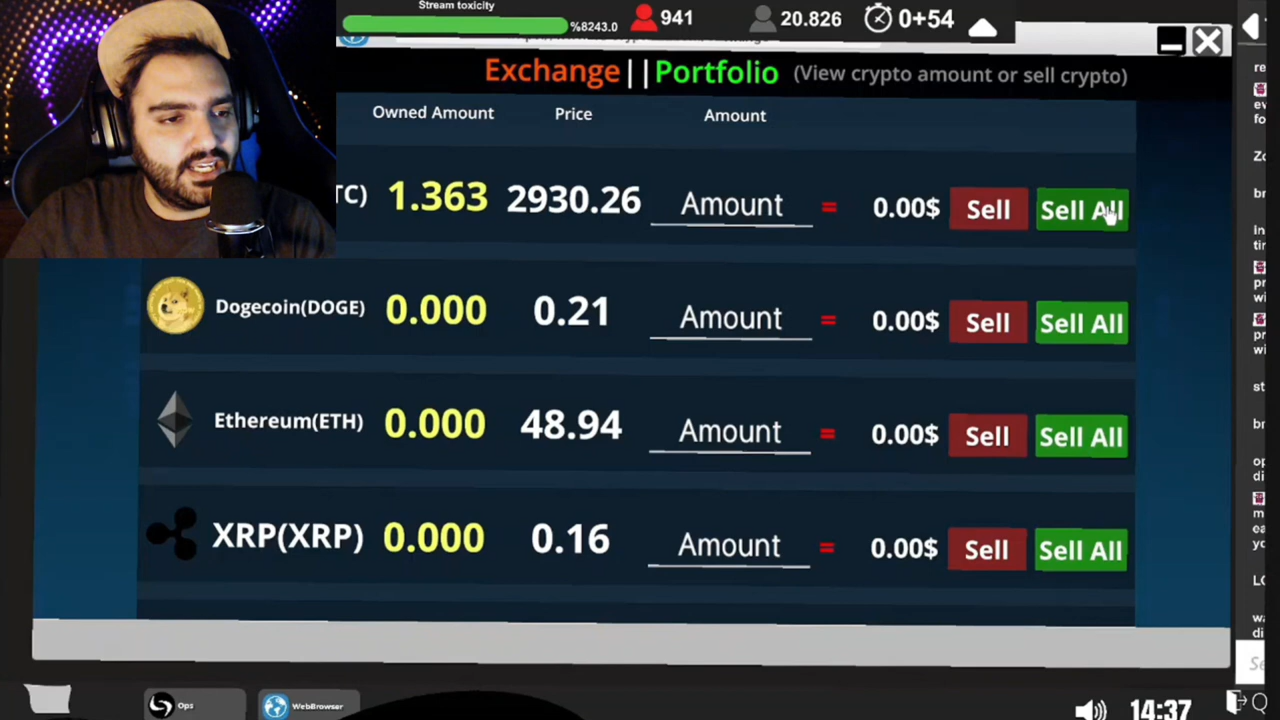 Stream toxicity
%8243.0
941
20.826
0+54
Exchange||Portfolio (View crypto amount or sell crypto)
Owned Amount Price Amount
TC) 1.363 2930.26 Amount = 0.00$ Sell Sell All
Dogecoin(DOGE) 0.000 0.21 Amount = 0.00$ Sell Sell All
Ethereum(ETH) 0.000 48.94 Amount = 0.00$ Sell Sell All
XRP(XRP) 0.000 0.16 Amount = 0.00$ Sell Sell All
Ops
WebBrowser
14:37